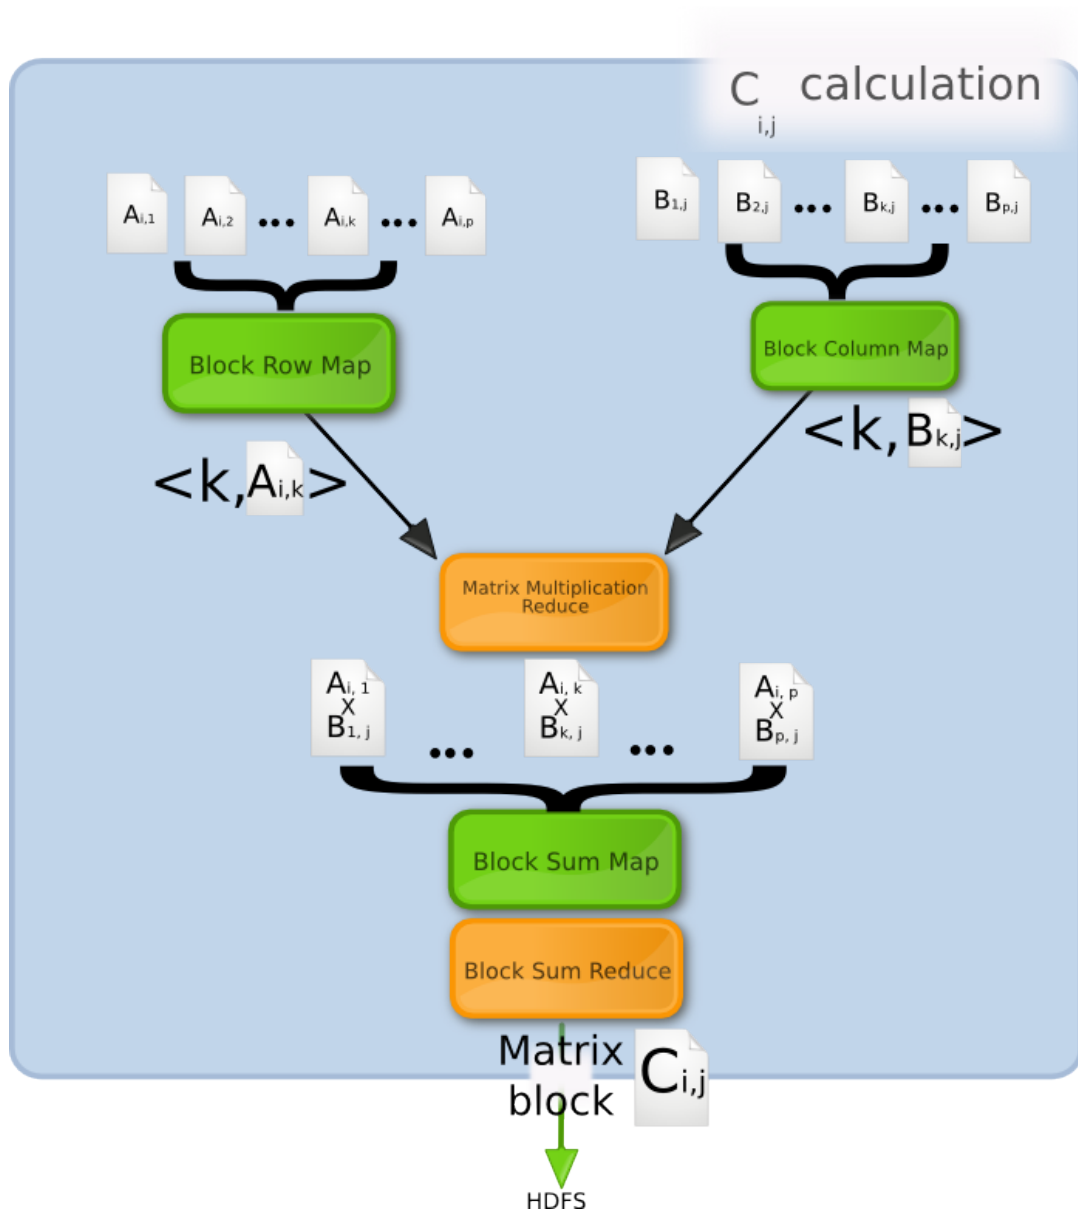 C i,j calculation
Ai,1 Ai,2 ... Ai,k ... Ai,p
B1,j B2,j ... Bk,j ... Bp,j
Block Row Map
Block Column Map
<k,Ai,k>
<k,Bk,j>
Matrix Multiplication
Reduce
Ai, 1
X
B1, j
...
Ai, k
X
Bk, j
...
Ai, p
X
Bp, j
Block Sum Map
Block Sum Reduce
Matrix
block
Ci,j
HDFS